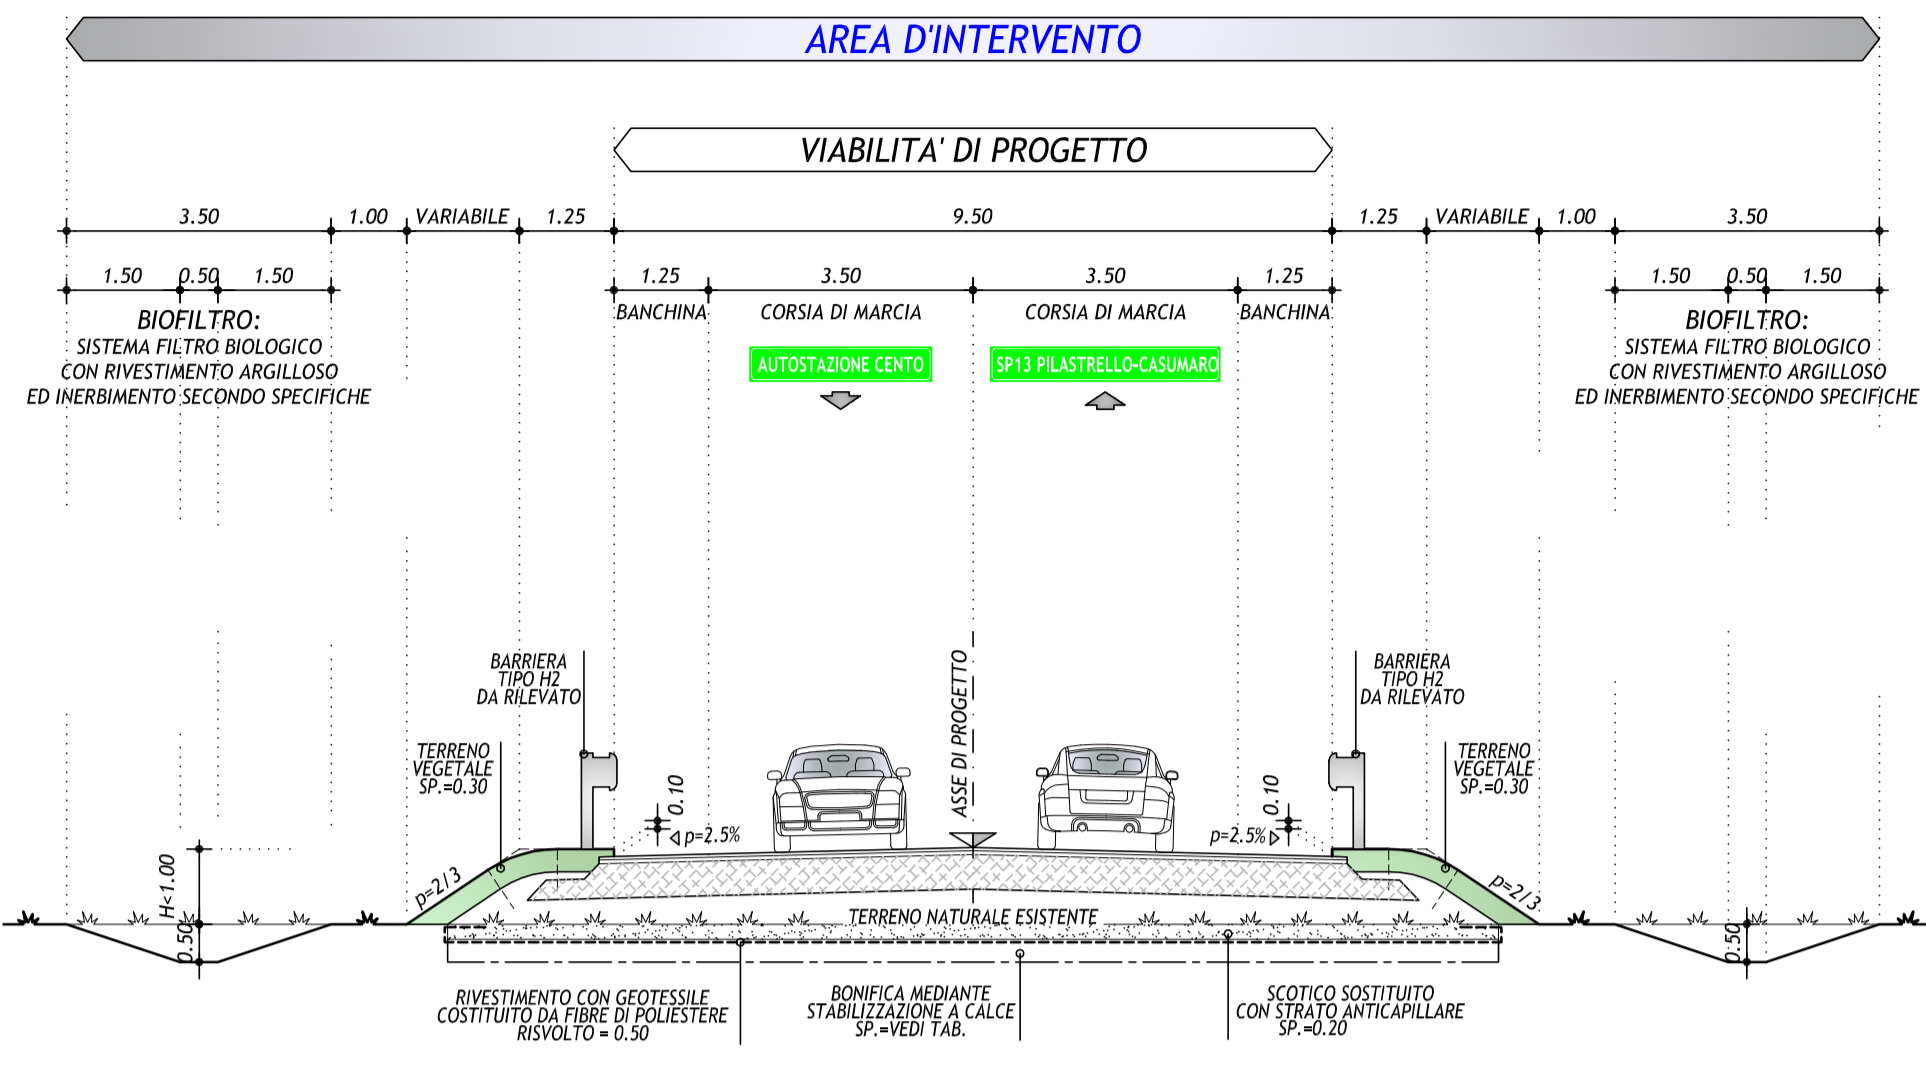 AREA D'INTERVENTO
VIABILITA' DI PROGETTO
3.50 1.00 VARIABILE 1.25 9.50 1.25 VARIABILE 1.00 3.50
1.50 0.50 1.50 1.25 3.50 3.50 1.25 1.50 0.50 1.50
BANCHINA CORSIA DI MARCIA CORSIA DI MARCIA BANCHINA
BIOFILTRO:
SISTEMA FILTRO BIOLOGICO
CON RIVESTIMENTO ARGILLOSO
ED INERBIMENTO SECONDO SPECIFICHE
AUTOSTAZIONE CENTO
SP13 PILASTRELLO-CASUMARO
BIOFILTRO:
SISTEMA FILTRO BIOLOGICO
CON RIVESTIMENTO ARGILLOSO
ED INERBIMENTO SECONDO SPECIFICHE
BARRIERA
TIPO H2
DA RILEVATO
ASSE DI PROGETTO
BARRIERA
TIPO H2
DA RILEVATO
TERRENO
VEGETALE
SP.=0.30
TERRENO
VEGETALE
SP.=0.30
0.10
p=2.5%
0.10
p=2.5%
H<1.00
p=2/3
p=2/3
0.50
TERRENO NATURALE ESISTENTE
0.50
RIVESTIMENTO CON GEOTESSILE
COSTITUITO DA FIBRE DI POLIESTERE
RISVOLTO = 0.50
BONIFICA MEDIANTE
STABILIZZAZIONE A CALCE
SP.=VEDI TAB.
SCOTICO SOSTITUITO
CON STRATO ANTICAPILLARE
SP.=0.20